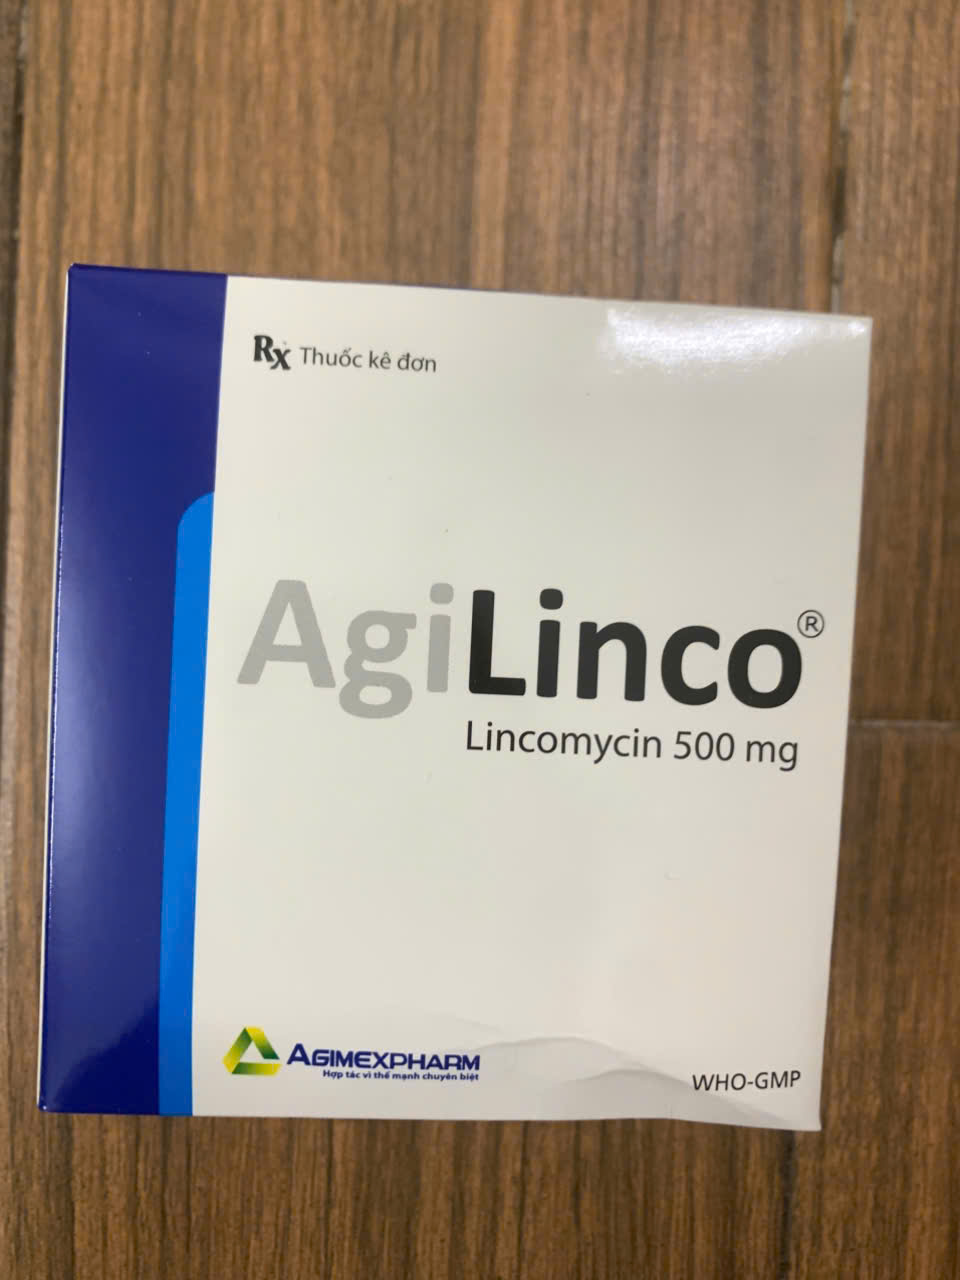 Rx Thuốc kê đơn
AgiLinco®
Lincomycin 500 mg
AGIMEXPHARM
Hợp tác vì thế mạnh chuyên biệt
WHO-GMP